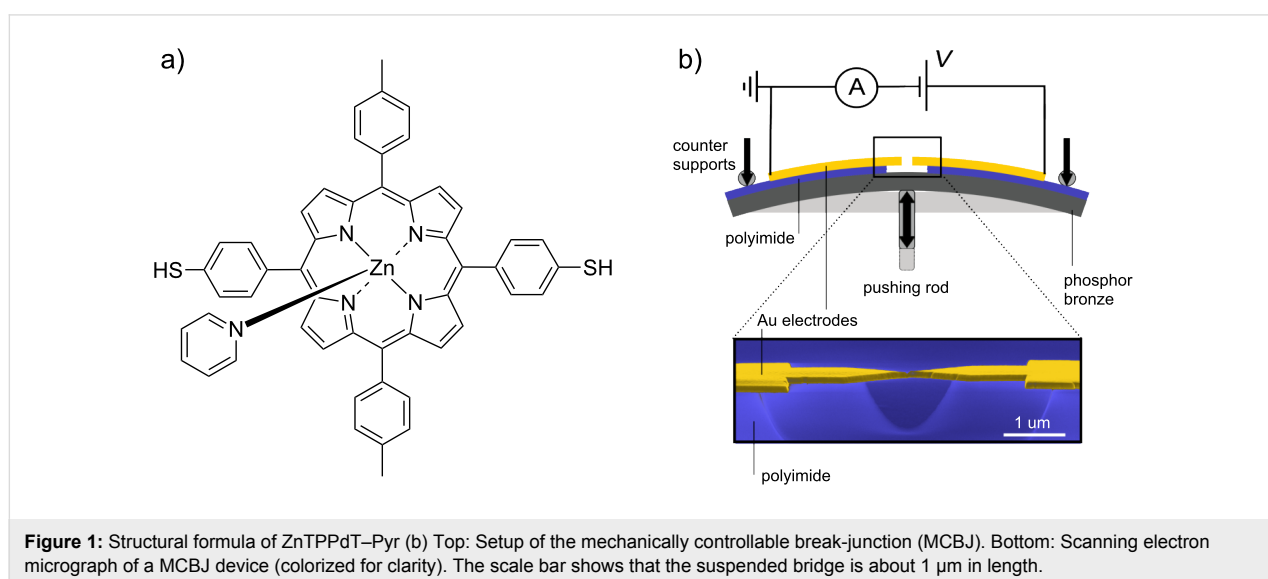 a)
N
N
Zn
HS
SH
N
N
N
b)
V
A
counter
supports
polyimide
pushing rod
phosphor
bronze
Au electrodes
1 um
polyimide
Figure 1: Structural formula of ZnTPPdT–Pyr (b) Top: Setup of the mechanically controllable break-junction (MCBJ). Bottom: Scanning electron
micrograph of a MCBJ device (colorized for clarity). The scale bar shows that the suspended bridge is about 1 µm in length.